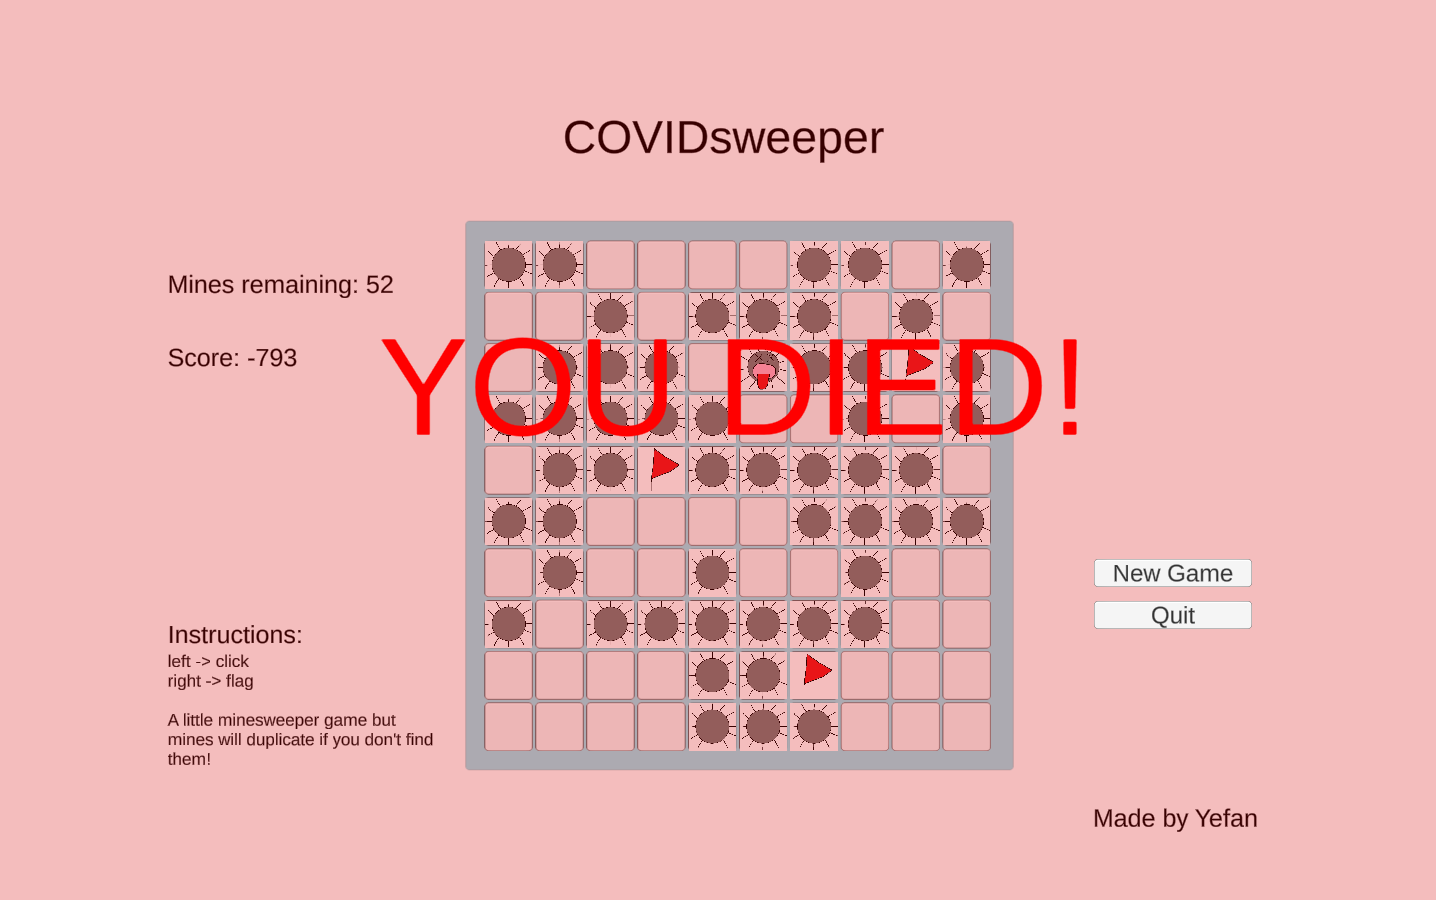 COVIDsweeper
Mines remaining: 52
Score: -793
YOU DIED!
New Game
Quit
Instructions:
left -> click
right -> flag
A little minesweeper game but
mines will duplicate if you don't find
them!
Made by Yefan